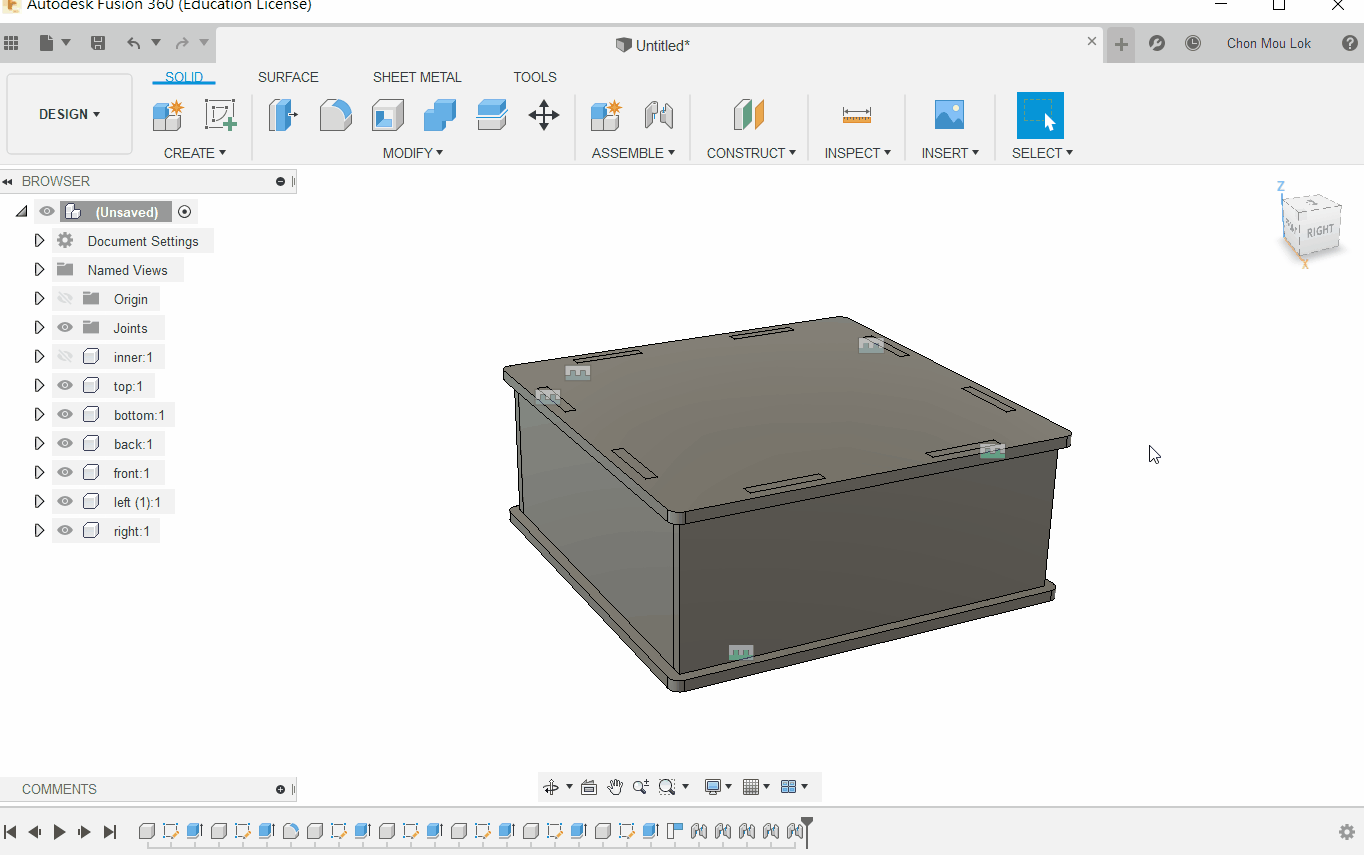 Autodesk Fusion 360 (Education License)
Untitled*
Chon Mou Lok
SOLID SURFACE SHEET METAL TOOLS
DESIGN
CREATE MODIFY ASSEMBLE CONSTRUCT INSPECT INSERT SELECT
BROWSER
(Unsaved)
Document Settings
Named Views
Origin
Joints
inner:1
top:1
bottom:1
back:1
front:1
left (1):1
right:1
Z
RIGHT
X
COMMENTS